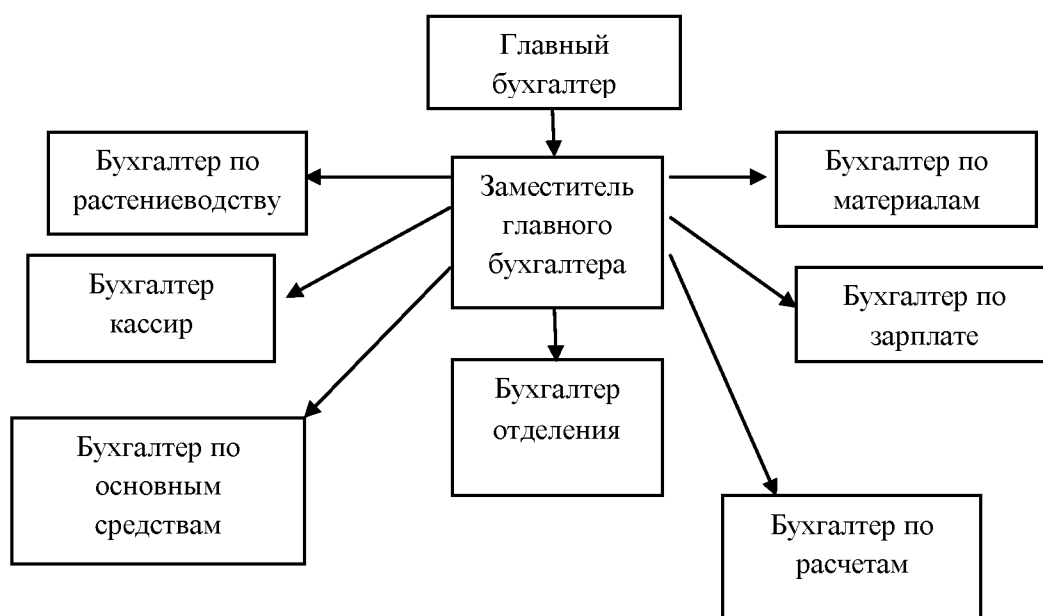 Главный
бухгалтер
Бухгалтер по
растениеводству
Заместитель
главного
бухгалтера
Бухгалтер по
материалам
Бухгалтер
кассир
Бухгалтер по
зарплате
Бухгалтер
отделения
Бухгалтер по
основным
средствам
Бухгалтер по
расчетам